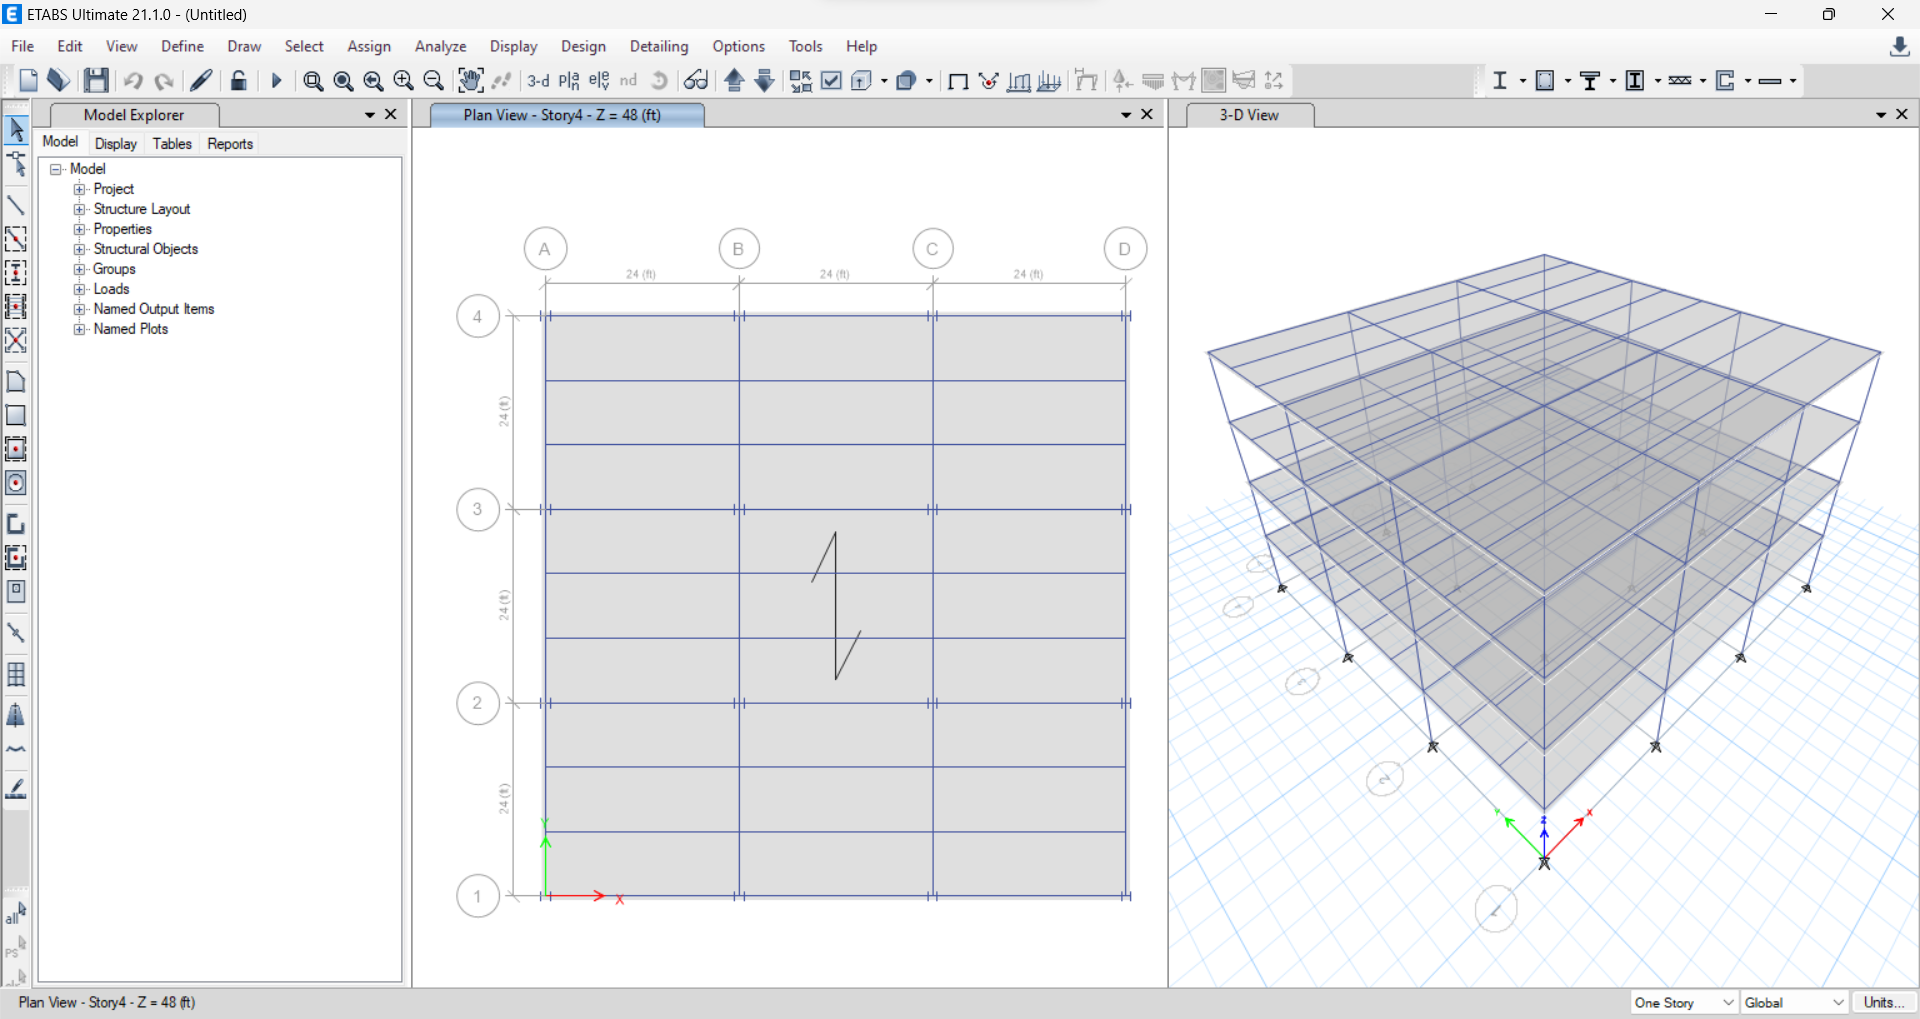 ETABS Ultimate 21.1.0 - (Untitled)
File Edit View Define Draw Select Assign Analyze Display Design Detailing Options Tools Help
3-d nd
Model Explorer
Model Display Tables Reports
Model
Project
Structure Layout
Properties
Structural Objects
Groups
Loads
Named Output Items
Named Plots
all
PS
Plan View - Story4 - Z = 48 (ft)
A B C D
24 (ft) 24 (ft) 24 (ft)
4
24 (ft)
3
24 (ft)
2
24 (ft)
1
Y
X
3-D View
2
1
Y
Z
X
Plan View - Story4 - Z = 48 (ft)
One Story Global Units...